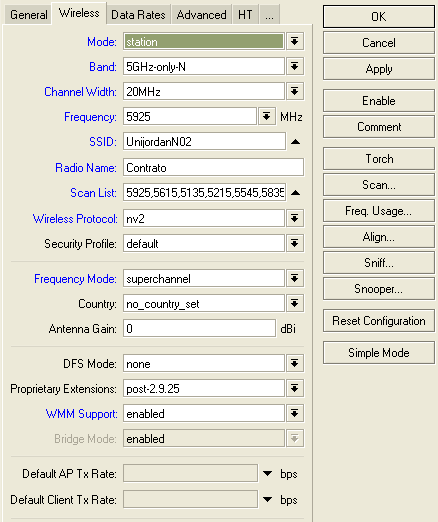 General Wireless Data Rates Advanced HT ... OK
Mode: station Cancel
Band: 5GHz-only-N Apply
Channel Width: 20MHz Enable
Frequency: 5925 MHz Comment
SSID: UnijordanN02
Radio Name: Contrato Torch
Scan List: 5925,5615,5135,5215,5545,5835 Scan...
Wireless Protocol: nv2 Freq. Usage...
Security Profile: default Align...
Sniff...
Frequency Mode: superchannel Snooper...
Country: no_country_set Reset Configuration
Antenna Gain: 0 dBi
Simple Mode
DFS Mode: none
Proprietary Extensions: post-2.9.25
WMM Support: enabled
Bridge Mode: enabled
Default AP Tx Rate: bps
Default Client Tx Rate: bps